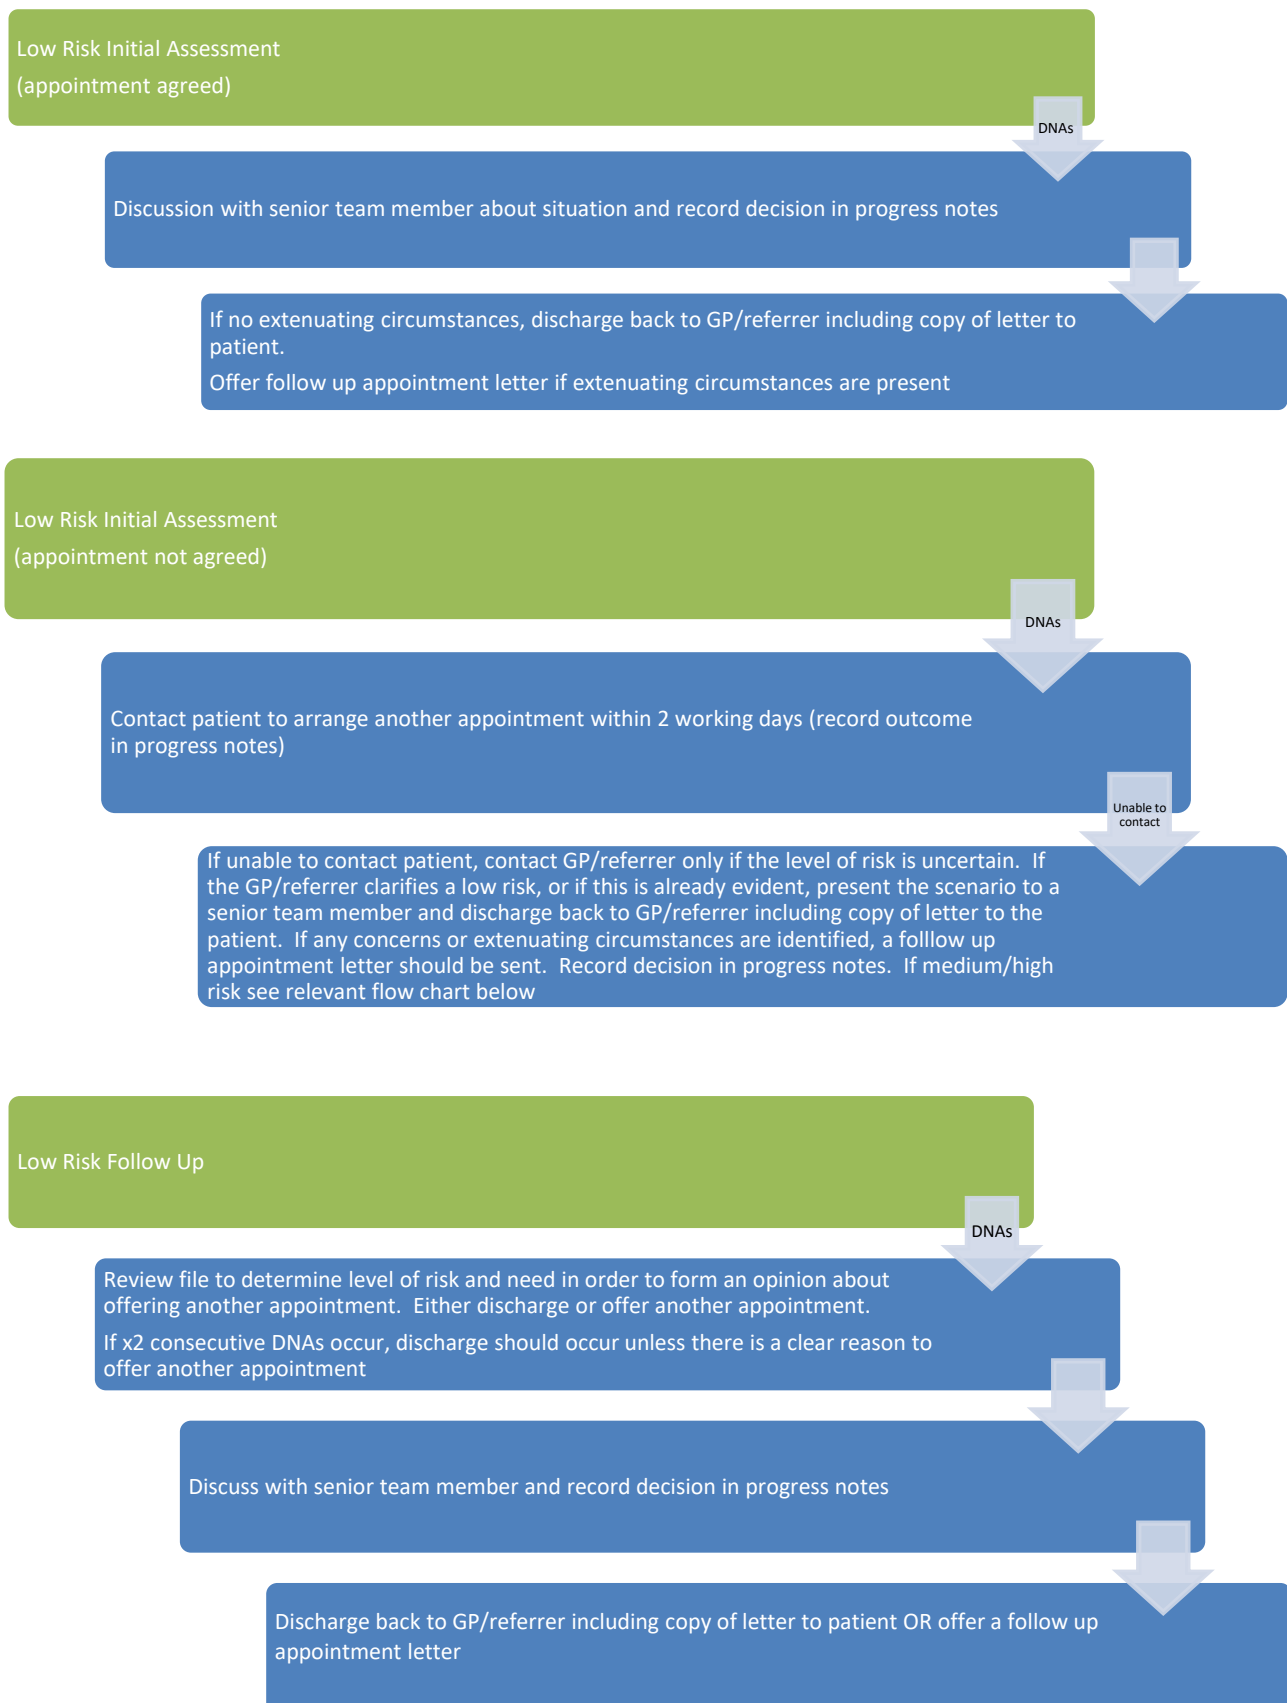 Low Risk Initial Assessment
(appointment agreed)
DNAs
Discussion with senior team member about situation and record decision in progress notes
If no extenuating circumstances, discharge back to GP/referrer including copy of letter to
patient.
Offer follow up appointment letter if extenuating circumstances are present
Low Risk Initial Assessment
(appointment not agreed)
DNAs
Contact patient to arrange another appointment within 2 working days (record outcome
in progress notes)
Unable to
contact
If unable to contact patient, contact GP/referrer only if the level of risk is uncertain.  If
the GP/referrer clarifies a low risk, or if this is already evident, present the scenario to a
senior team member and discharge back to GP/referrer including copy of letter to the
patient.  If any concerns or extenuating circumstances are identified, a folllow up
appointment letter should be sent.  Record decision in progress notes.  If medium/high
risk see relevant flow chart below
Low Risk Follow Up
DNAs
Review file to determine level of risk and need in order to form an opinion about
offering another appointment.  Either discharge or offer another appointment.
If x2 consecutive DNAs occur, discharge should occur unless there is a clear reason to
offer another appointment
Discuss with senior team member and record decision in progress notes
Discharge back to GP/referrer including copy of letter to patient OR offer a follow up
appointment letter